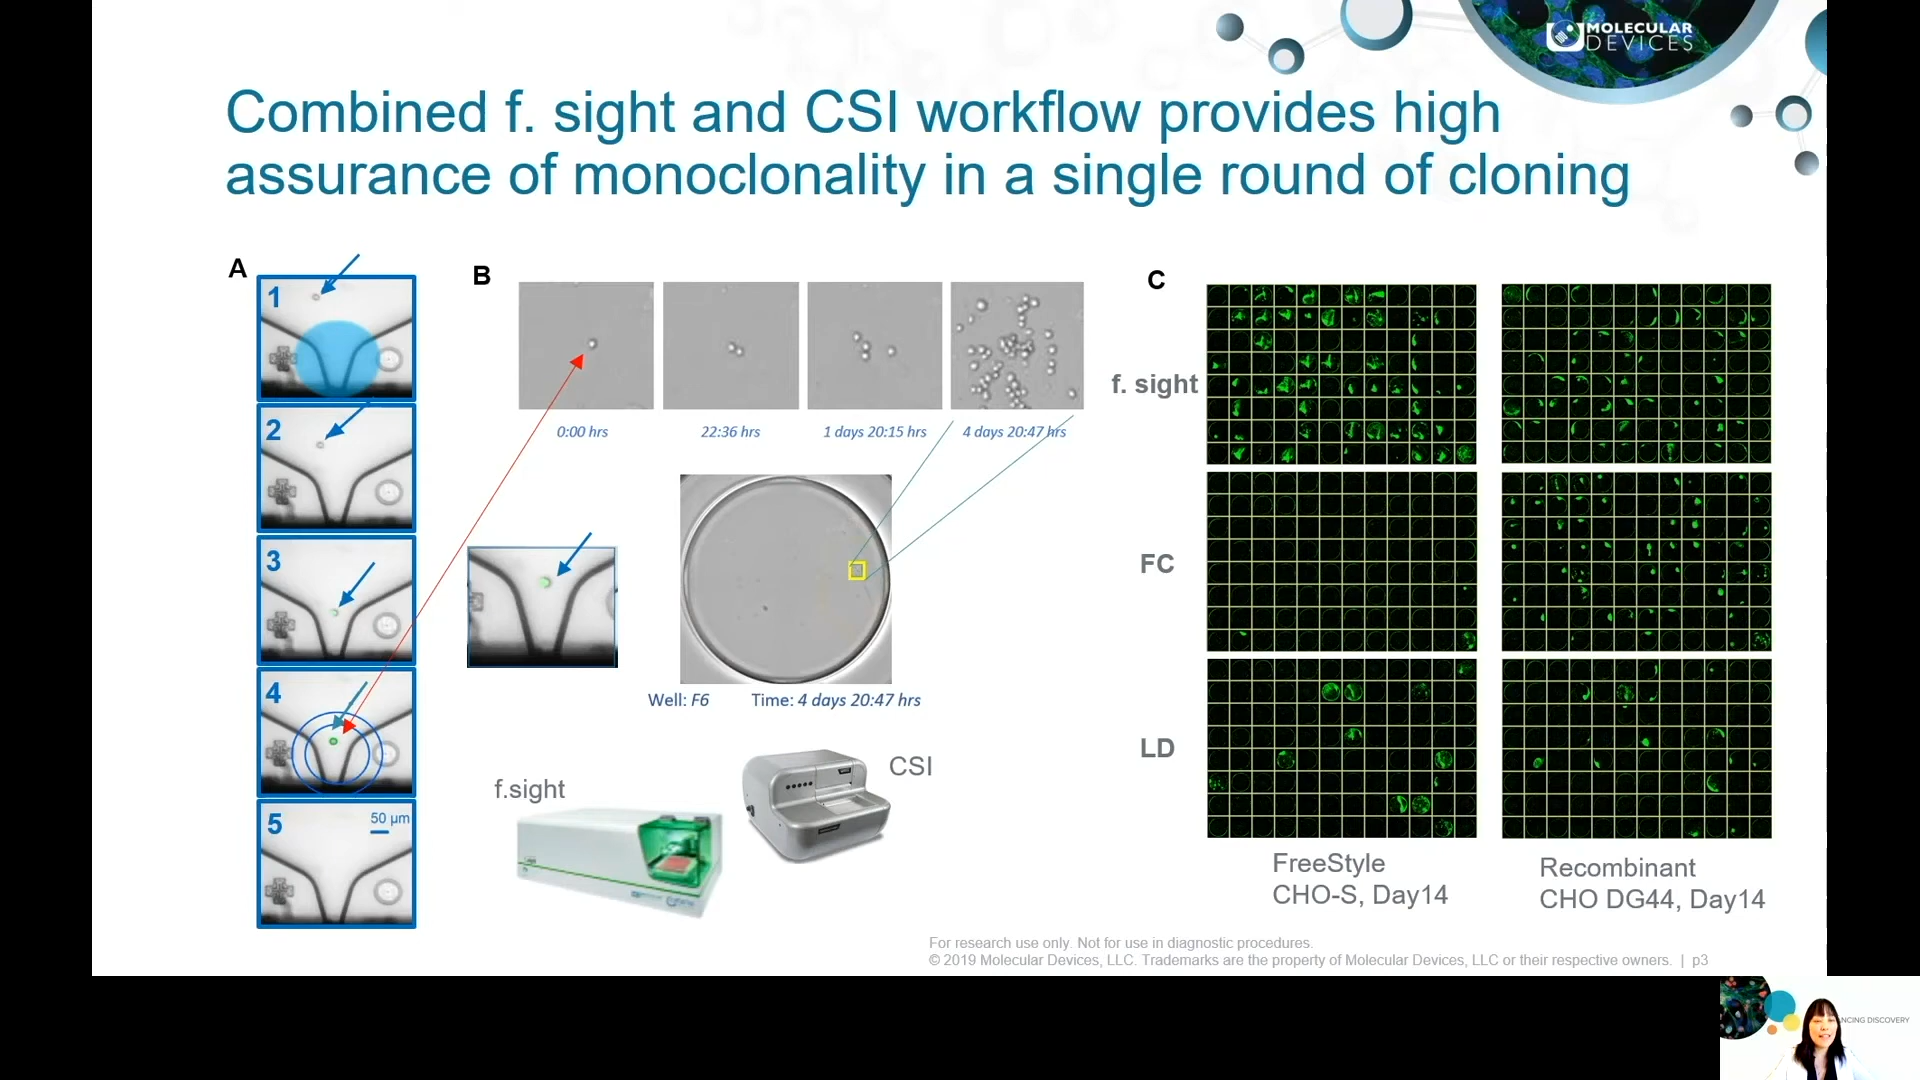 MOLECULAR
DEVICES
Combined f. sight and CSI workflow provides high
assurance of monoclonality in a single round of cloning
A
1
2
3
4
5
50 µm
B
0:00 hrs
22:36 hrs
1 days 20:15 hrs
4 days 20:47 hrs
Well: F6
Time: 4 days 20:47 hrs
f.sight
CSI
C
f. sight
FC
LD
FreeStyle
CHO-S, Day14
Recombinant
CHO DG44, Day14
For research use only. Not for use in diagnostic procedures.
© 2019 Molecular Devices, LLC. Trademarks are the property of Molecular Devices, LLC or their respective owners. | p3
NCING DISCOVERY